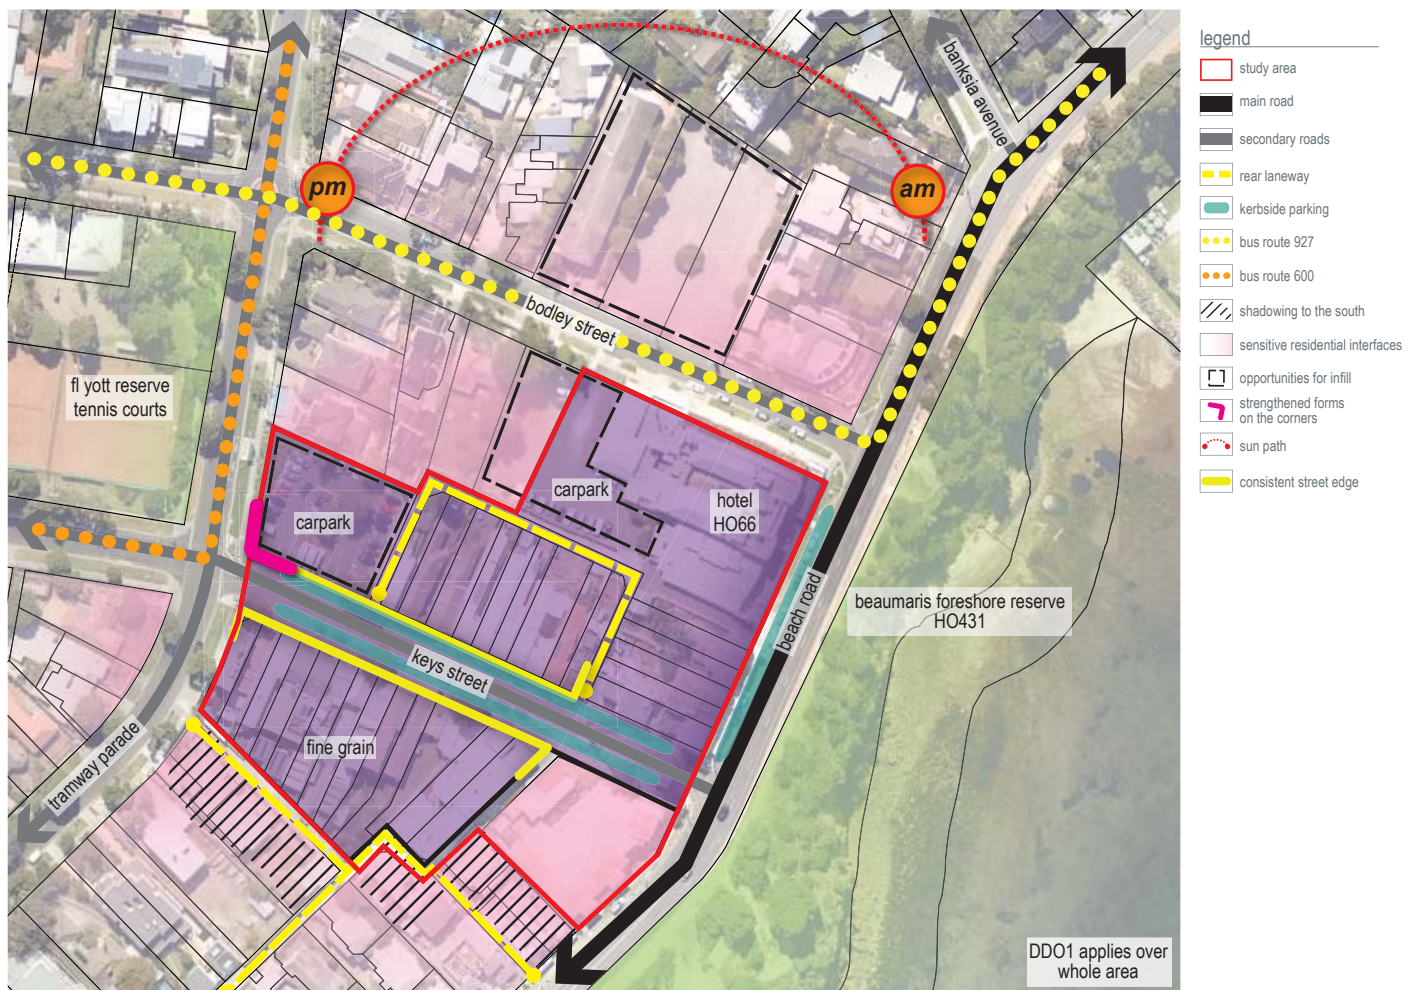 banksia avenue
legend
study area
main road
secondary roads
rear laneway
kerbside parking
bus route 927
bus route 600
shadowing to the south
sensitive residential interfaces
opportunities for infill
strengthened forms
on the corners
sun path
consistent street edge
pm
am
bodley street
fl yott reserve
tennis courts
carpark
hotel
HO66
carpark
beach road
beaumaris foreshore reserve
HO431
keys street
fine grain
tramway parade
DDO1 applies over
whole area